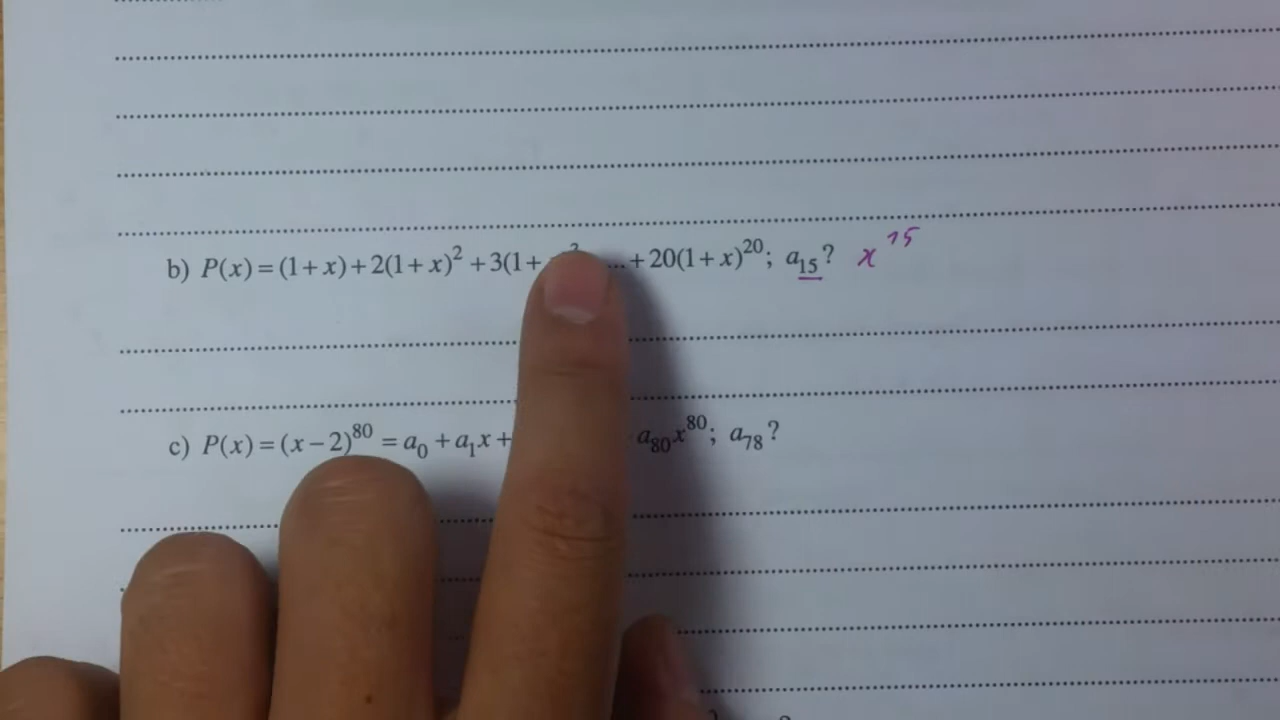 b) P(x) = (1+x) + 2(1+x)² + 3(1+ ... + 20(1+x)²⁰; a₁₅? x¹⁵
c) P(x) = (x−2)⁸⁰ = a₀ + a₁x + a₈₀x⁸⁰; a₇₈?